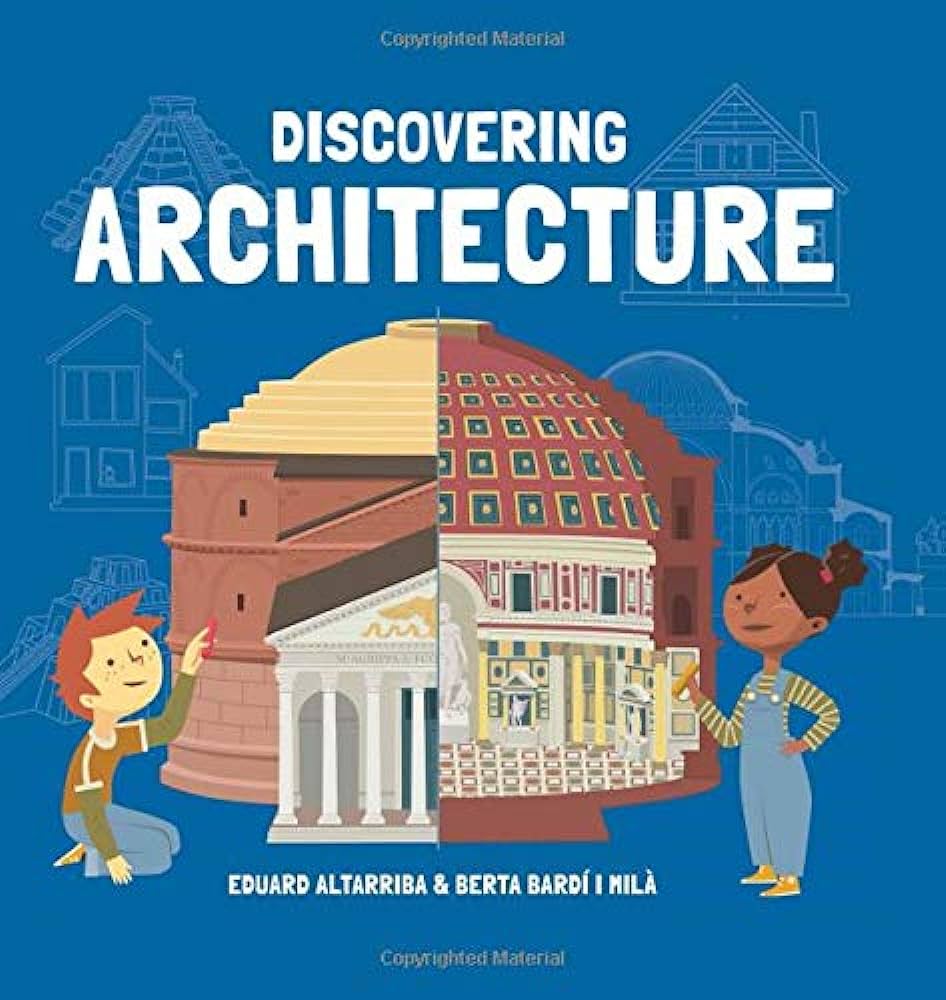 Copyrighted Material
DISCOVERING
ARCHITECTURE
EDUARD ALTARRIBA & BERTA BARDÍ I MILÀ
Copyrighted Material